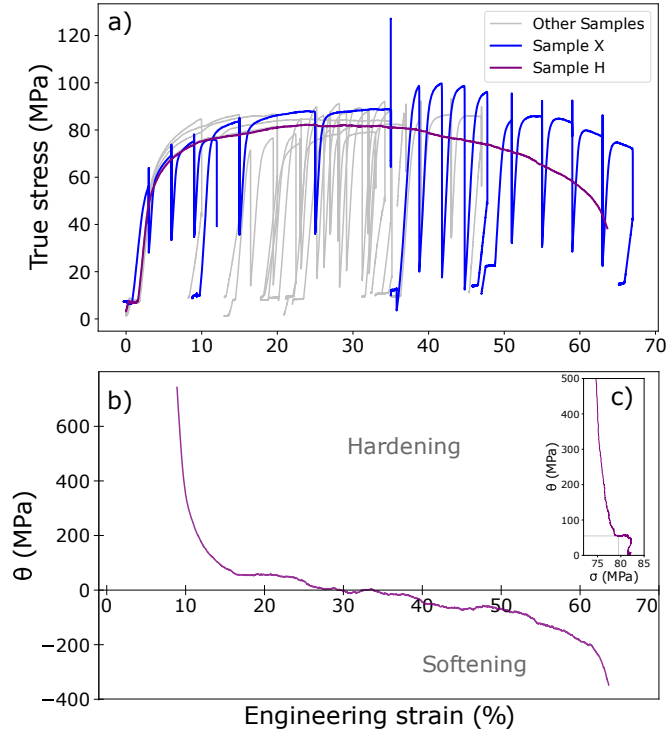 a)
Other Samples
Sample X
Sample H
True stress (MPa)
120
100
80
60
40
20
0
0 10 20 30 40 50 60 70
b)
Hardening
Softening
θ (MPa)
600
400
200
0
−200
−400
0 10 20 30 40 50 60 70
Engineering strain (%)
c)
θ (MPa)
500
400
300
200
100
0
75 80 85
σ (MPa)